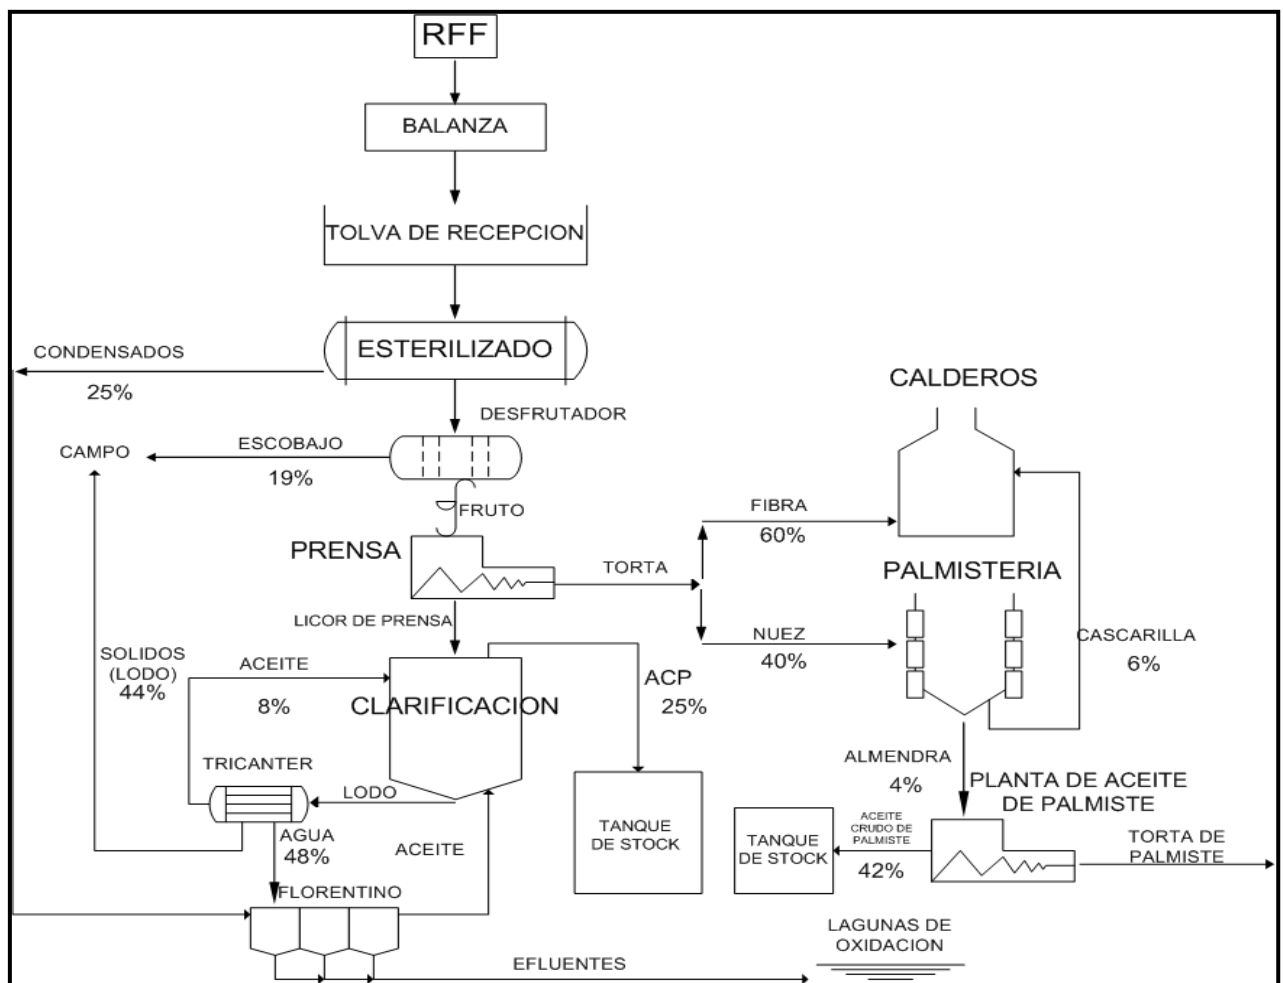 RFF
BALANZA
TOLVA DE RECEPCION
ESTERILIZADO
CONDENSADOS
25%
CALDEROS
DESFRUTADOR
CAMPO
ESCOBAJO
19%
FRUTO
FIBRA
60%
PRENSA
TORTA
PALMISTERIA
LICOR DE PRENSA
NUEZ
40%
CASCARILLA
6%
SOLIDOS
(LODO)
44%
ACEITE
8%
CLARIFICACION
ACP
25%
TRICANTER
LODO
ALMENDRA
4%
PLANTA DE ACEITE
DE PALMISTE
AGUA
48%
ACEITE
TANQUE
DE STOCK
TANQUE
DE STOCK
ACEITE
CRUDO DE
PALMISTE
42%
TORTA DE
PALMISTE
FLORENTINO
LAGUNAS DE
OXIDACION
EFLUENTES